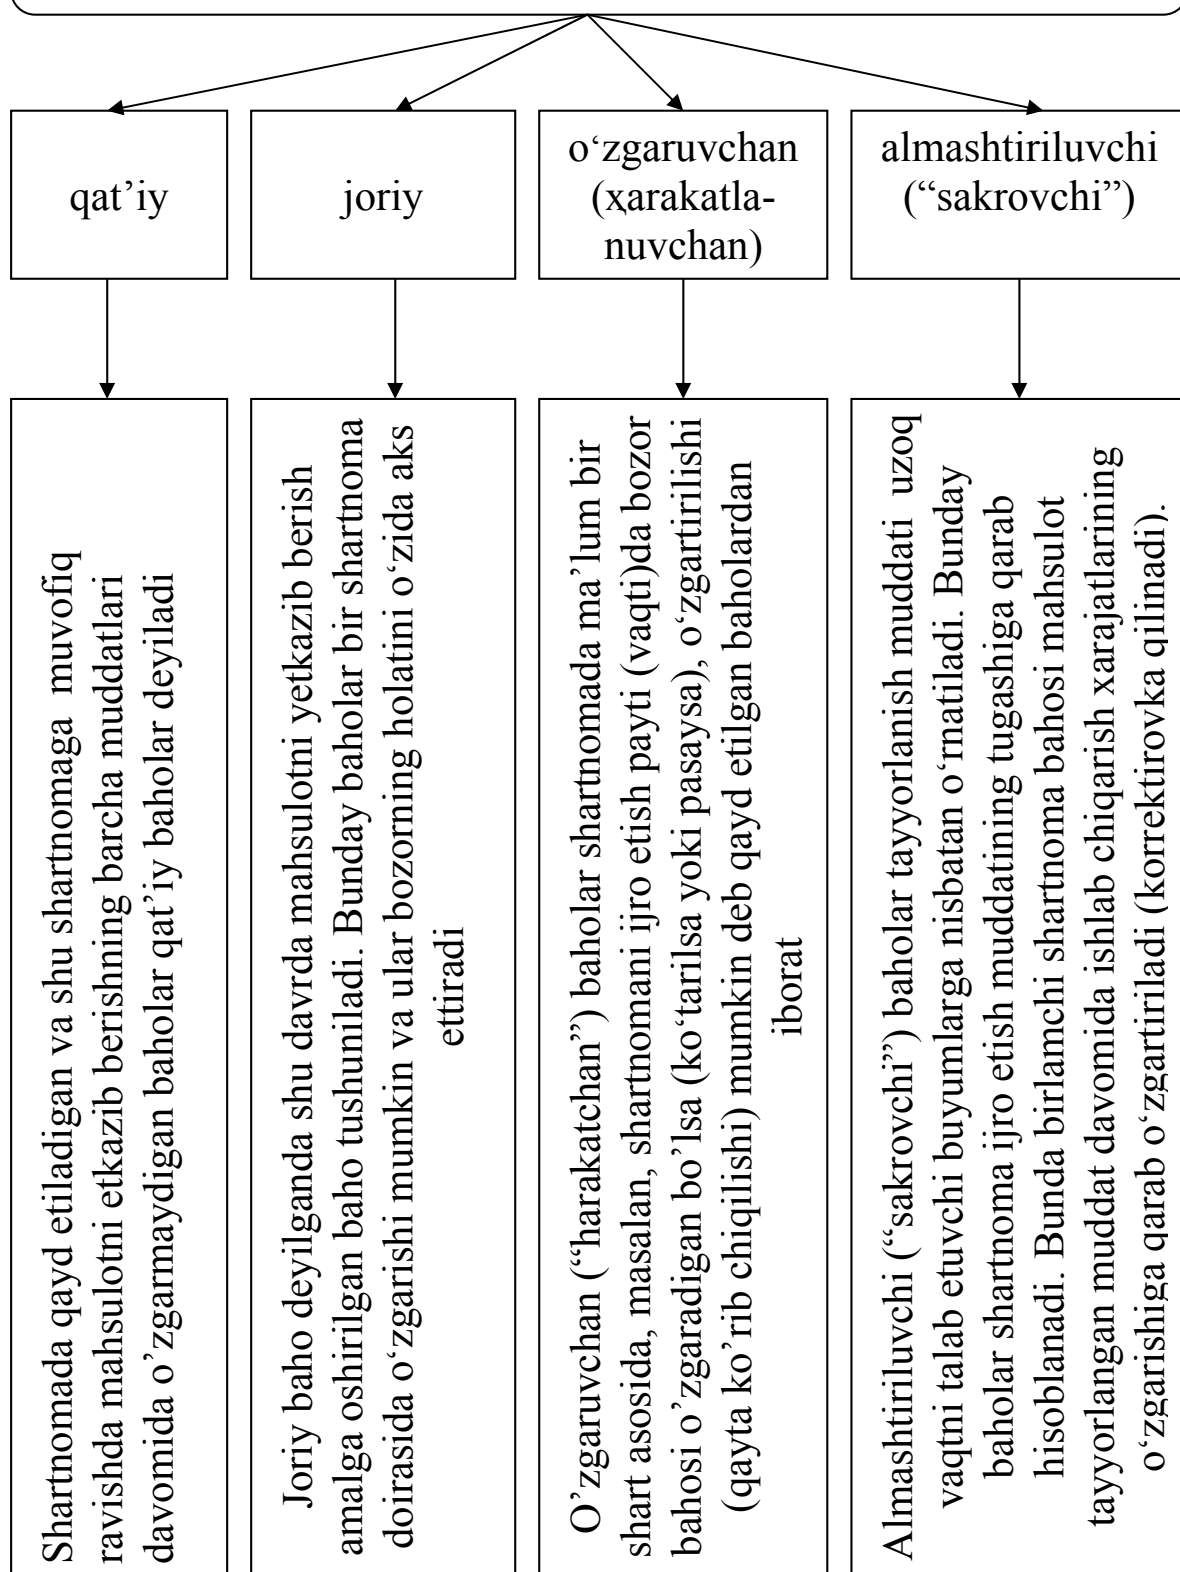 qat’iy
joriy
o‘zgaruvchan
(ҳarakatla-
nuvchan)
almashtiriluvchi
(“sakrovchi”)
Shartnomada qayd etiladigan va shu shartnomaga muvofiq
ravishda mahsulotni etkazib berishning barcha muddatlari
davomida o’zgarmaydigan baholar qat’iy baholar deyiladi
Joriy baho deyilganda shu davrda mahsulotni yetkazib berish
amalga oshirilgan baho tushuniladi. Bunday baholar bir shartnoma
doirasida o‘zgarishi mumkin va ular bozorning holatini o‘zida aks
ettiradi
O’zgaruvchan (“harakatchan”) baholar shartnomada ma’lum bir
shart asosida, masalan, shartnomani ijro etish payti (vaqti)da bozor
bahosi o’zgaradigan bo’lsa (ko‘tarilsa yoki pasaysa), o‘zgartirilishi
(qayta ko’rib chiqilishi) mumkin deb qayd etilgan baholardan
iborat
Almashtiriluvchi (“sakrovchi”) baholar tayyorlanish muddati uzoq
vaqtni talab etuvchi buyumlarga nisbatan o‘rnatiladi. Bunday
baholar shartnoma ijro etish muddatining tugashiga qarab
hisoblanadi. Bunda birlamchi shartnoma bahosi mahsulot
tayyorlangan muddat davomida ishlab chiqarish xarajatlarining
o‘zgarishiga qarab o‘zgartiriladi (korrektirovka qilinadi).